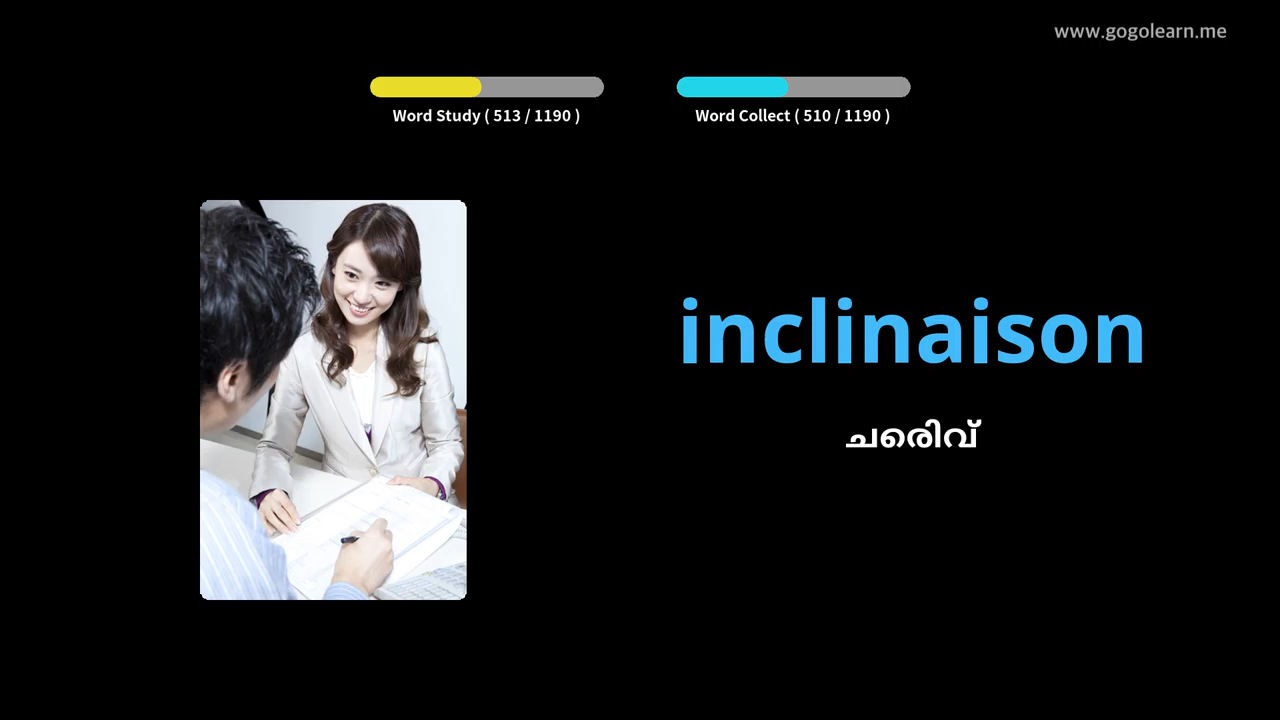 www.gogolearn.me
Word Study ( 513 / 1190 )
Word Collect ( 510 / 1190 )
inclinaison
ചരെിവ്